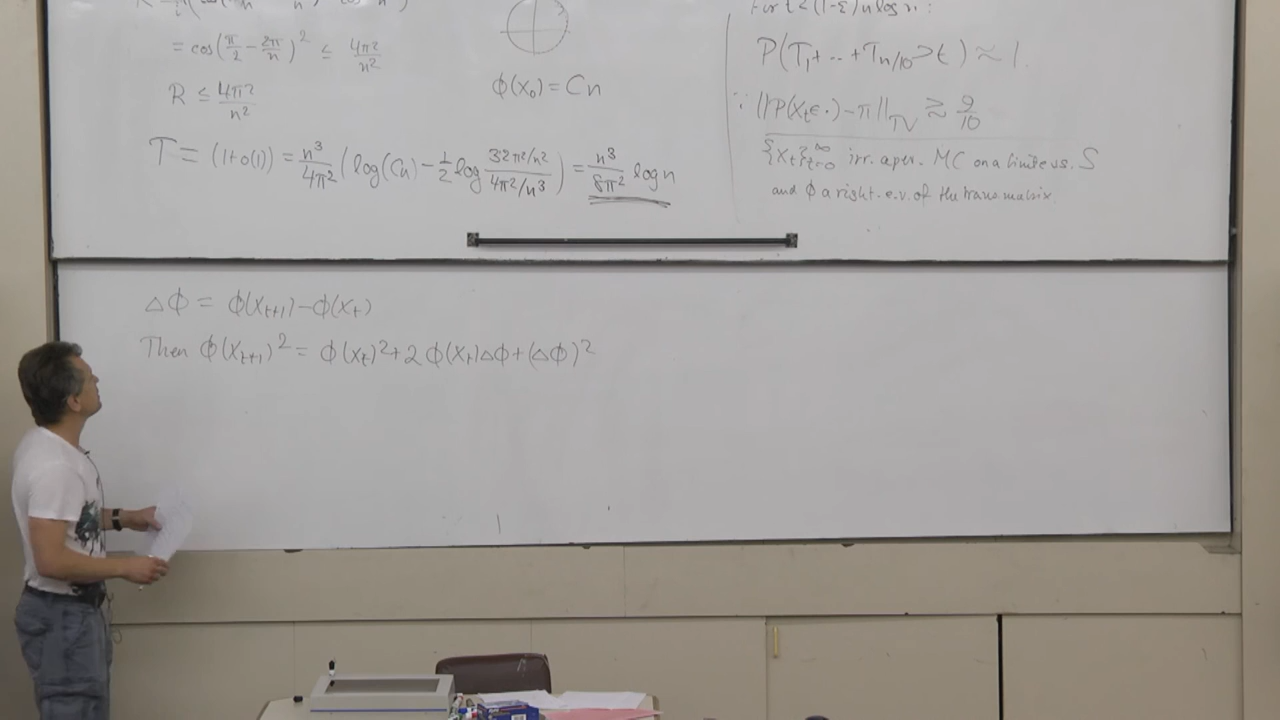 = cos(π/2 − 2π/n)² ≤ 4π²/n²
R ≤ 4π²/n²
T = (1+o(1)) = n³/4π² (log(Cn) − 1/2 log 32π²/n² / 4π²/n³) = n³/8π² log n
ϕ(x₀) = Cn
For t ≤ (1-ε) n log n :
P(T₁+ ·· + T_{n/10} > t) ≈ 1
∵ ||P(X_t ∈ ·) − π||_TV ≳ 9/10
{X_t}_{t=0}^∞ irr. aper. MC on a finite s.s. S
and ϕ a right. e.v. of the trans matrix.
△ϕ = ϕ(X_{t+1}) − ϕ(X_t)
Then ϕ(X_{t+1})² = ϕ(X_t)² + 2ϕ(X_t)△ϕ + (△ϕ)²